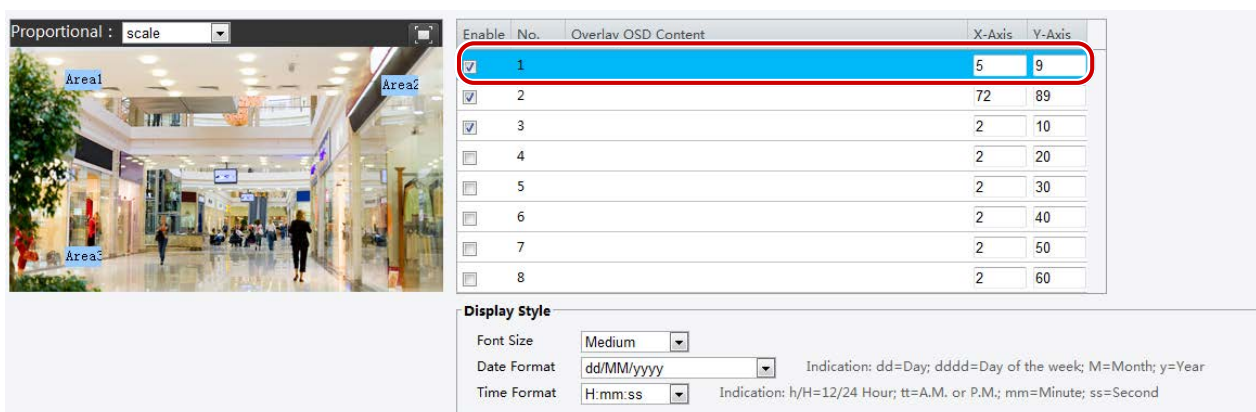 Proportional : scale
Area1
Area2
Area3
Enable No. Overlay OSD Content X-Axis Y-Axis
1 5 9
2 72 89
3 2 10
4 2 20
5 2 30
6 2 40
7 2 50
8 2 60
Display Style
Font Size Medium
Date Format dd/MM/yyyy Indication: dd=Day; dddd=Day of the week; M=Month; y=Year
Time Format H:mm:ss Indication: h/H=12/24 Hour; tt=A.M. or P.M.; mm=Minute; ss=Second